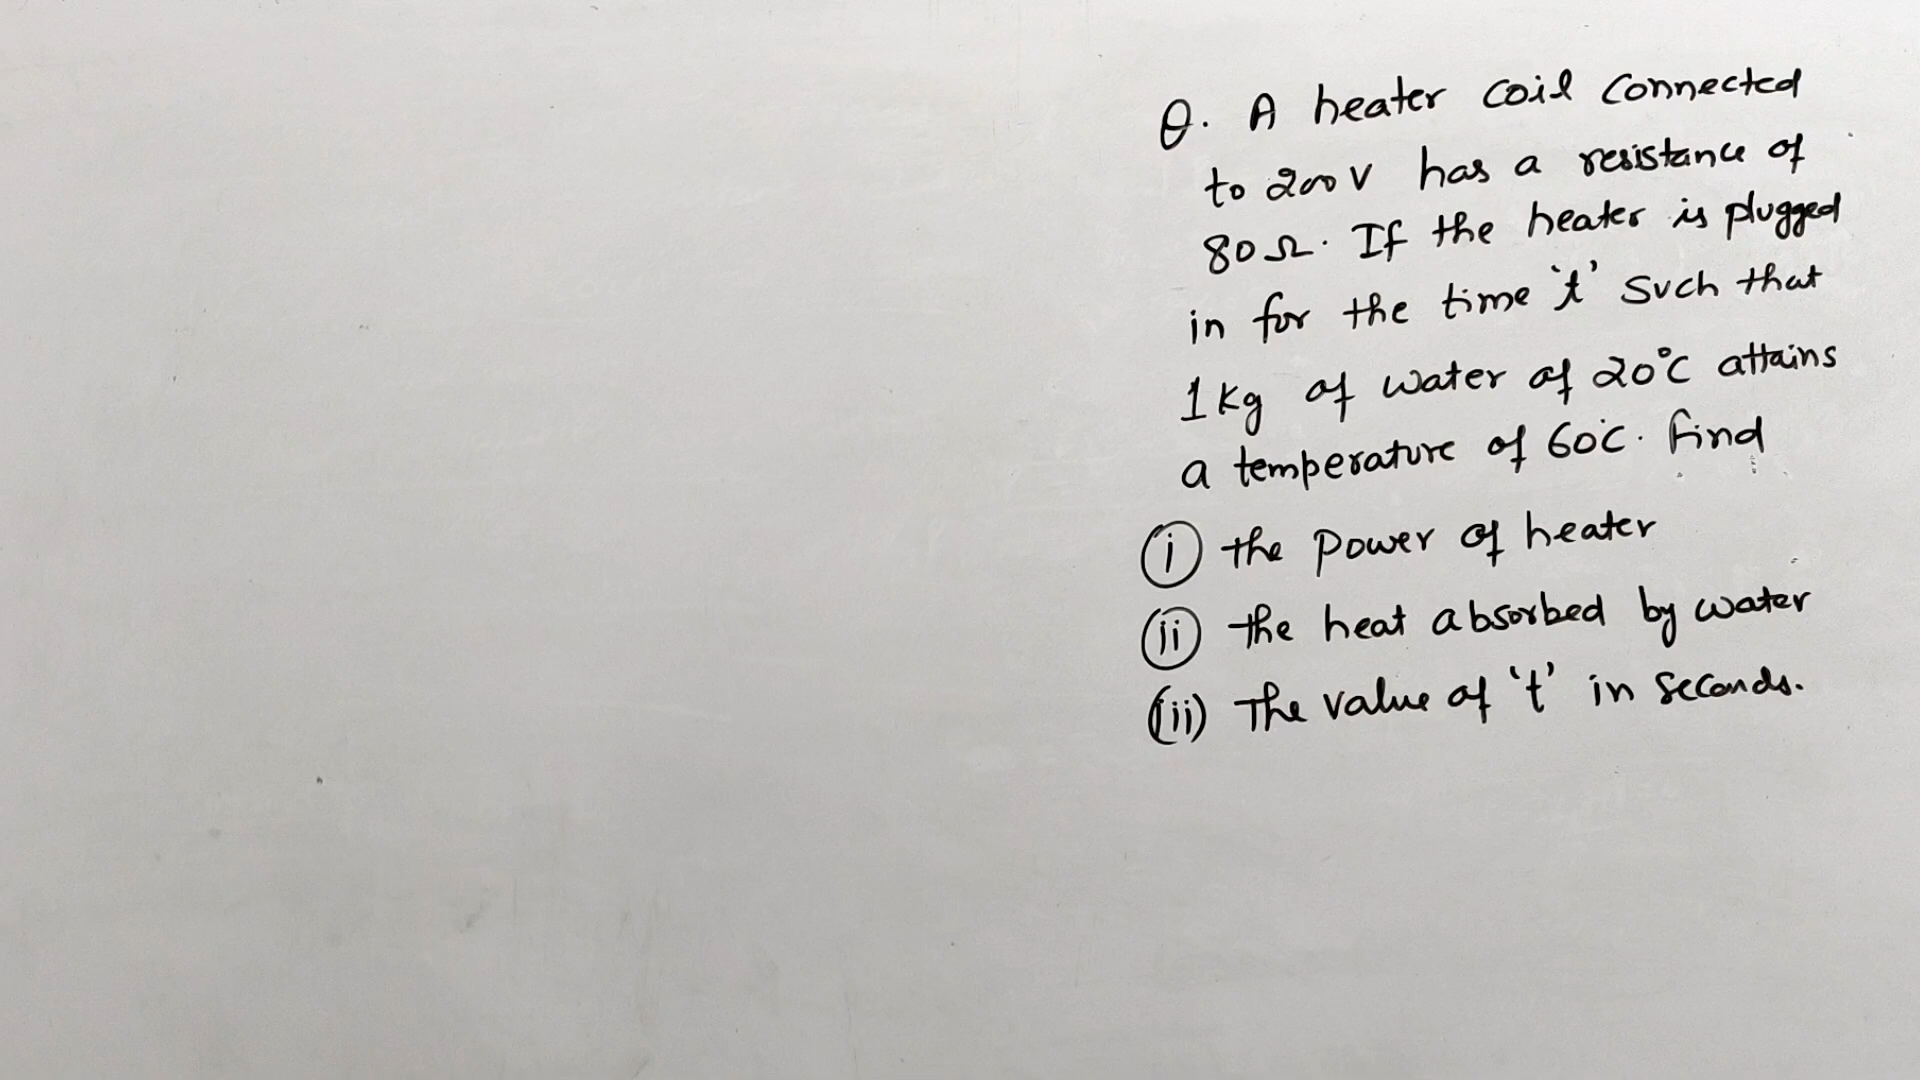 Q. A heater coil connected
to 200 V has a resistance of
80 Ω. If the heater is plugged
in for the time 't' such that
1 kg of water of 20°C attains
a temperature of 60°C. find
(i) the power of heater
(ii) the heat absorbed by water
(iii) The value of 't' in seconds.